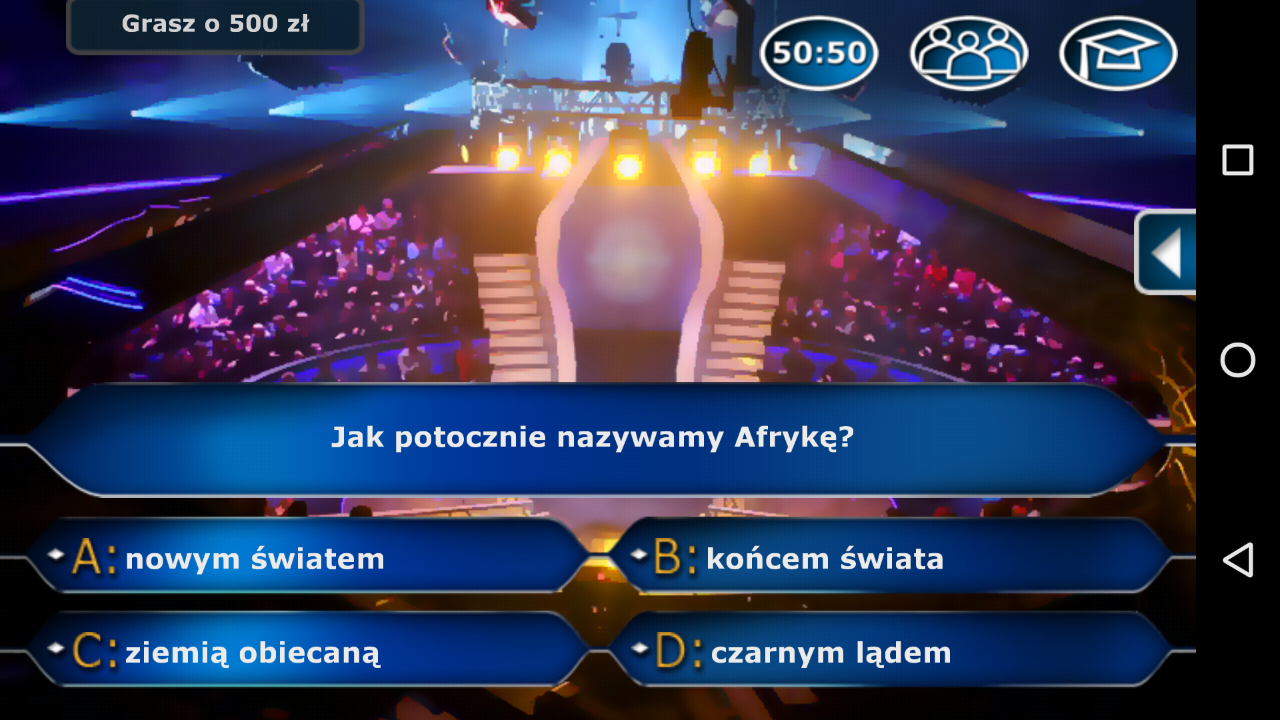 Grasz o 500 zł
50:50
Jak potocznie nazywamy Afrykę?
A: nowym światem
B: końcem świata
C: ziemią obiecaną
D: czarnym lądem